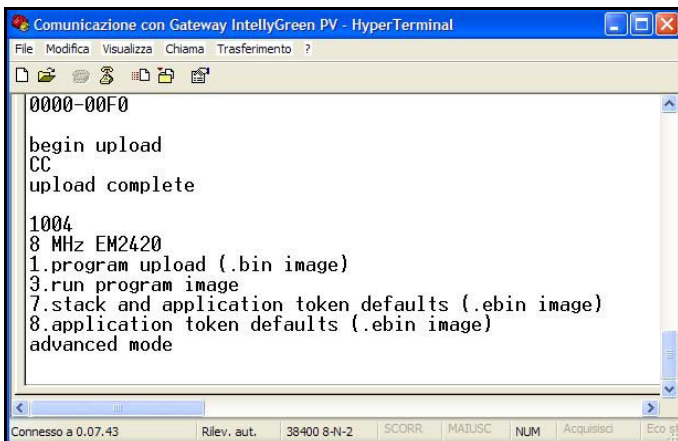 Comunicazione con Gateway IntellyGreen PV - HyperTerminal
File Modifica Visualizza Chiama Trasferimento ?
0000-00F0
begin upload
CC
upload complete
1004
8 MHz EM2420
1.program upload (.bin image)
3.run program image
7.stack and application token defaults (.ebin image)
8.application token defaults (.ebin image)
advanced mode
Connesso a 0.07.43 Rilev. aut. 38400 8-N-2 SCORR MAIUSC NUM Acquisisci Eco